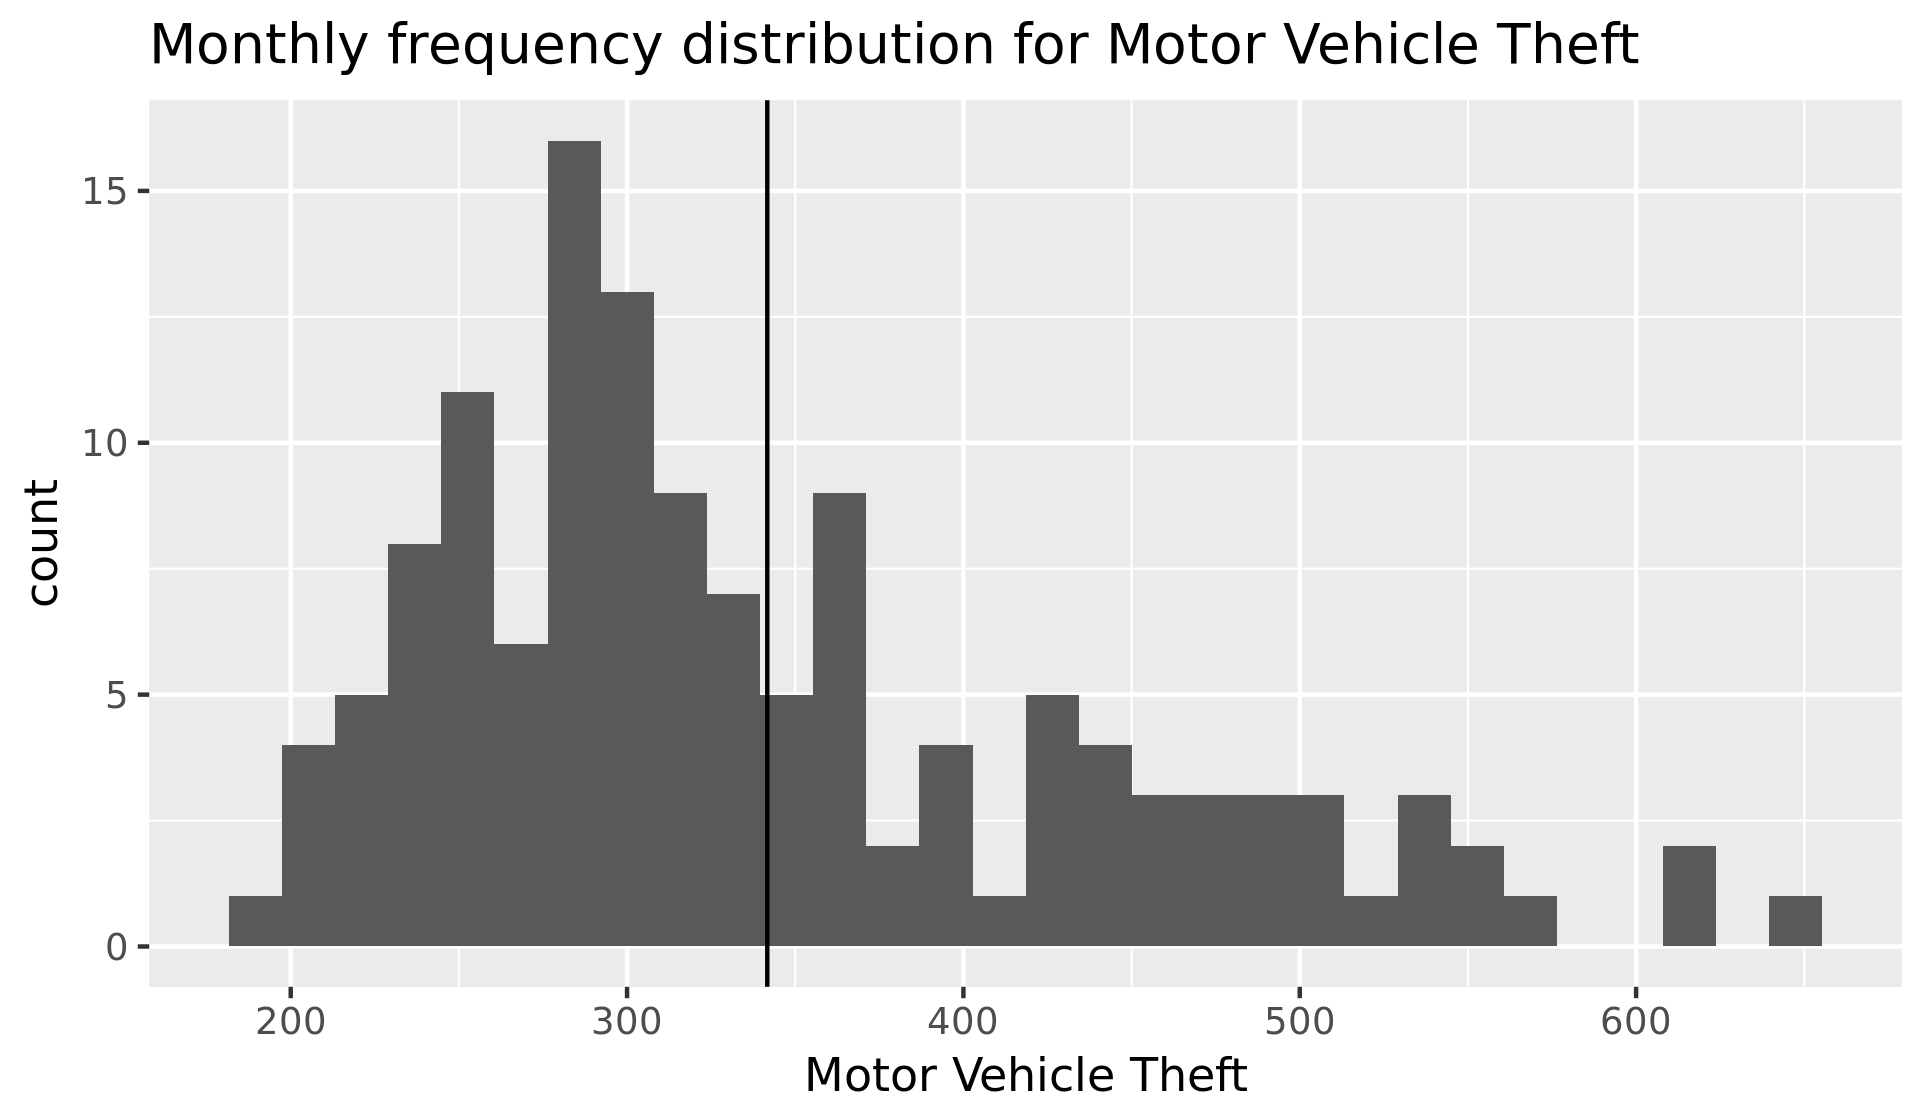 Monthly frequency distribution for Motor Vehicle Theft
15
10
5
0
count
200 300 400 500 600
Motor Vehicle Theft